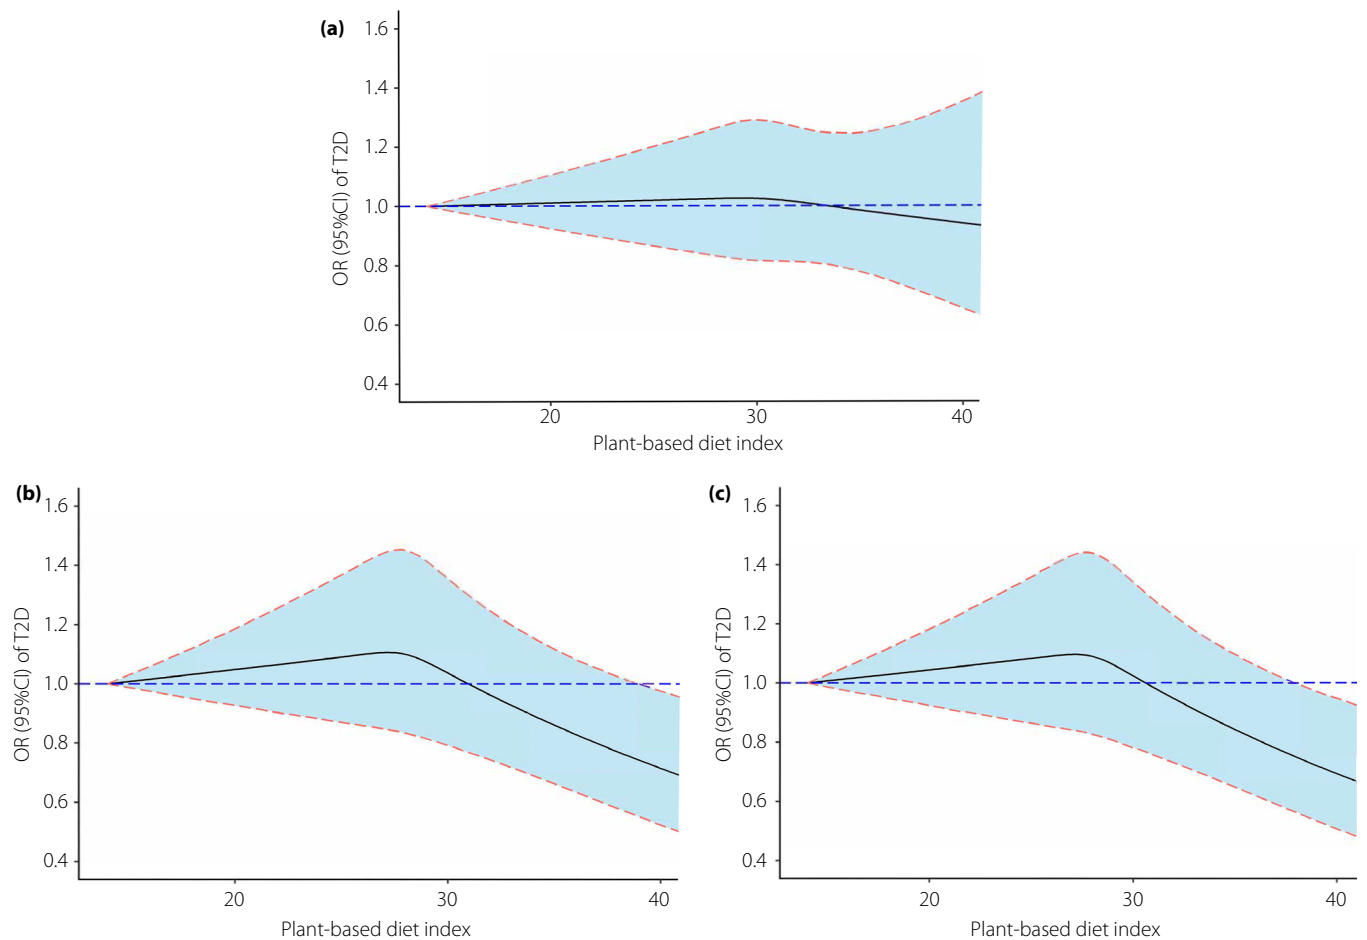 (a)
1.6
1.4
1.2
1.0
0.8
0.6
0.4
OR (95%CI) of T2D
20 30 40
Plant-based diet index
(b)
1.6
1.4
1.2
1.0
0.8
0.6
0.4
OR (95%CI) of T2D
20 30 40
Plant-based diet index
(c)
1.6
1.4
1.2
1.0
0.8
0.6
0.4
OR (95%CI) of T2D
20 30 40
Plant-based diet index